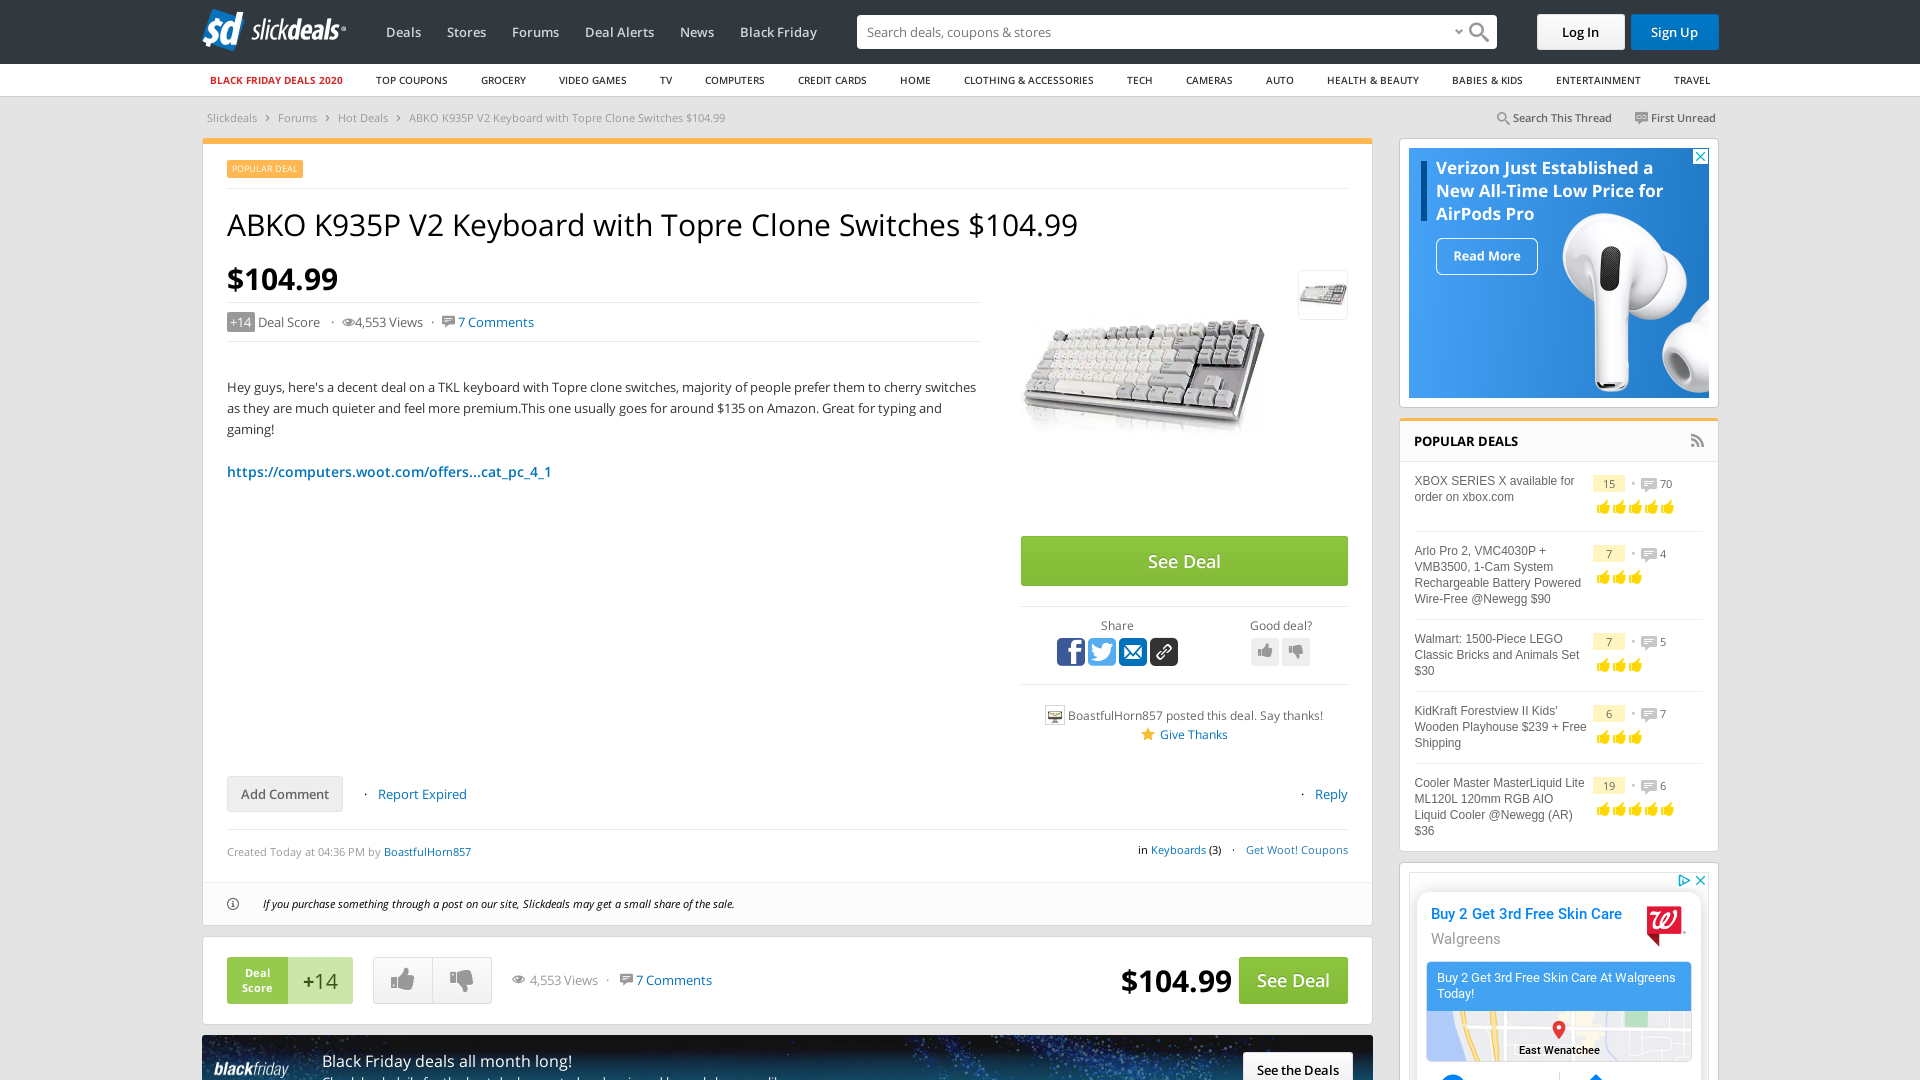 slickdeals
Deals
Stores
Forums
Deal Alerts
News
Black Friday
Search deals, coupons & stores
Log In
Sign Up
BLACK FRIDAY DEALS 2020
TOP COUPONS
GROCERY
VIDEO GAMES
TV
COMPUTERS
CREDIT CARDS
HOME
CLOTHING & ACCESSORIES
TECH
CAMERAS
AUTO
HEALTH & BEAUTY
BABIES & KIDS
ENTERTAINMENT
TRAVEL
Slickdeals › Forums › Hot Deals › ABKO K935P V2 Keyboard with Topre Clone Switches $104.99
Search This Thread
First Unread
POPULAR DEAL
ABKO K935P V2 Keyboard with Topre Clone Switches $104.99
$104.99
+14 Deal Score · 4,553 Views · 7 Comments
Hey guys, here's a decent deal on a TKL keyboard with Topre clone switches, majority of people prefer them to cherry switches
as they are much quieter and feel more premium.This one usually goes for around $135 on Amazon. Great for typing and
gaming!
https://computers.woot.com/offers...cat_pc_4_1
See Deal
Share
Good deal?
BoastfulHorn857 posted this deal. Say thanks!
Give Thanks
Add Comment
· Report Expired
· Reply
Created Today at 04:36 PM by BoastfulHorn857
in Keyboards (3) · Get Woot! Coupons
If you purchase something through a post on our site, Slickdeals may get a small share of the sale.
Deal
Score
+14
4,553 Views · 7 Comments
$104.99
See Deal
blackfriday
Black Friday deals all month long!
See the Deals
Verizon Just Established a
New All-Time Low Price for
AirPods Pro
Read More
POPULAR DEALS
XBOX SERIES X available for
order on xbox.com
15 · 70
Arlo Pro 2, VMC4030P +
VMB3500, 1-Cam System
Rechargeable Battery Powered
Wire-Free @Newegg $90
7 · 4
Walmart: 1500-Piece LEGO
Classic Bricks and Animals Set
$30
7 · 5
KidKraft Forestview II Kids'
Wooden Playhouse $239 + Free
Shipping
6 · 7
Cooler Master MasterLiquid Lite
ML120L 120mm RGB AIO
Liquid Cooler @Newegg (AR)
$36
19 · 6
Buy 2 Get 3rd Free Skin Care
Walgreens
Buy 2 Get 3rd Free Skin Care At Walgreens
Today!
East Wenatchee